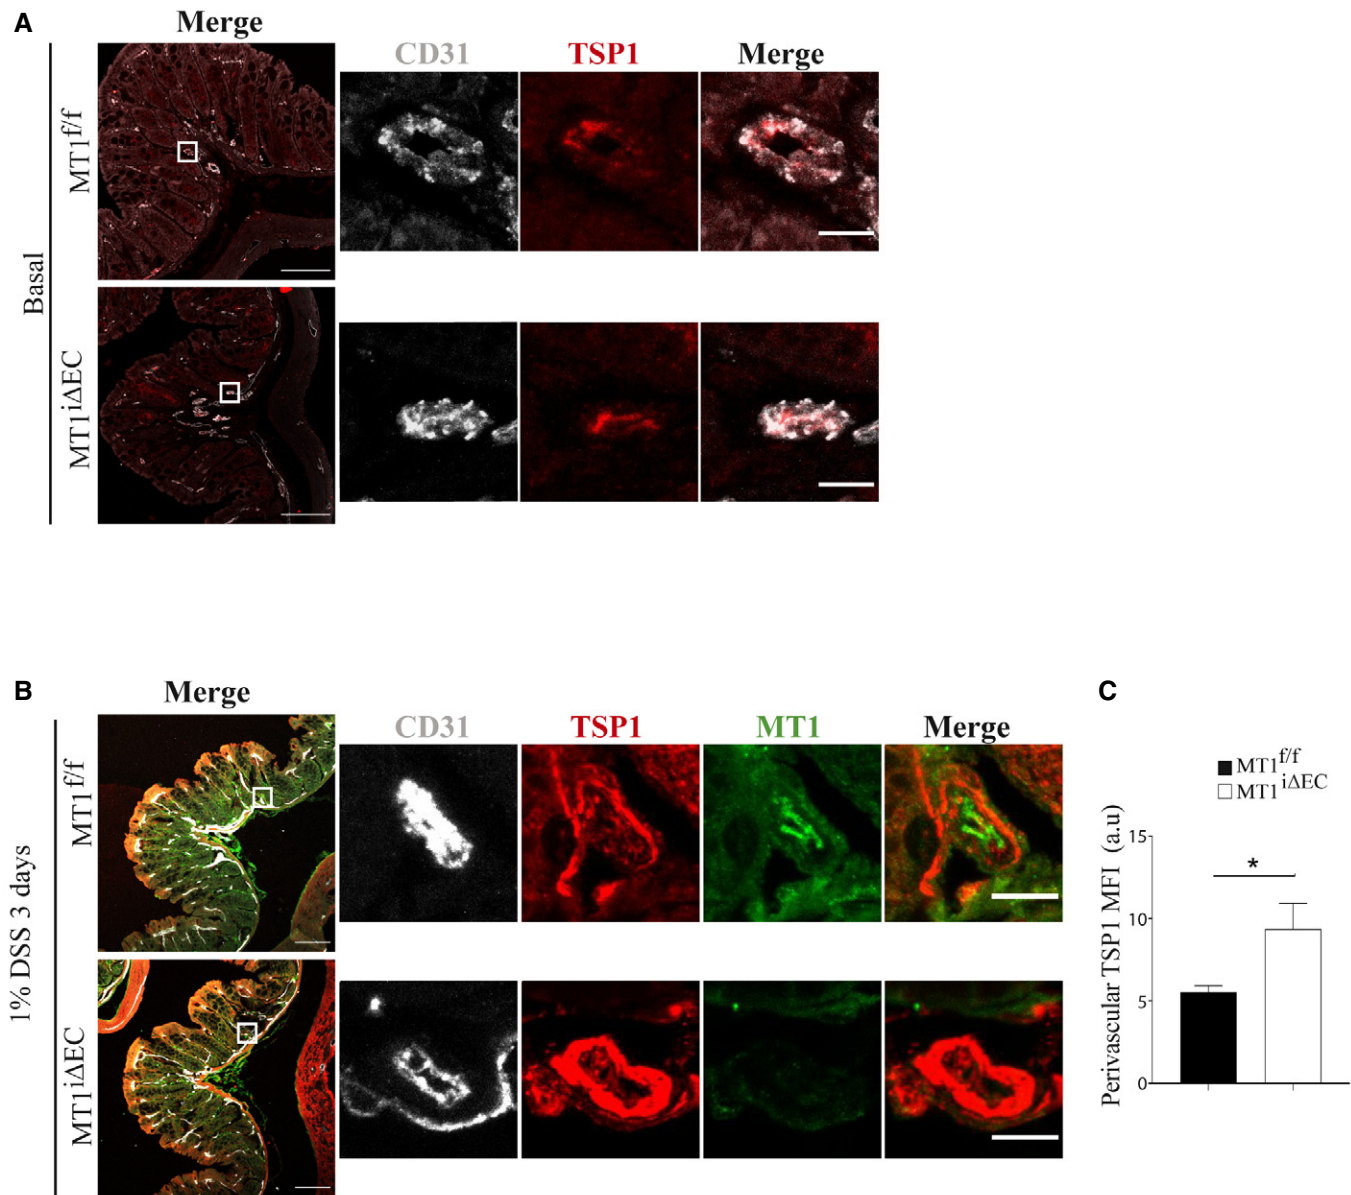 A
Merge
CD31
TSP1
Merge
MT1f/f
Basal
MT1iΔEC
B
Merge
CD31
TSP1
MT1
Merge
MT1f/f
1% DSS 3 days
MT1iΔEC
C
MT1f/f
MT1iΔEC
Perivascular TSP1 MFI (a.u)
15
*
10
5
0